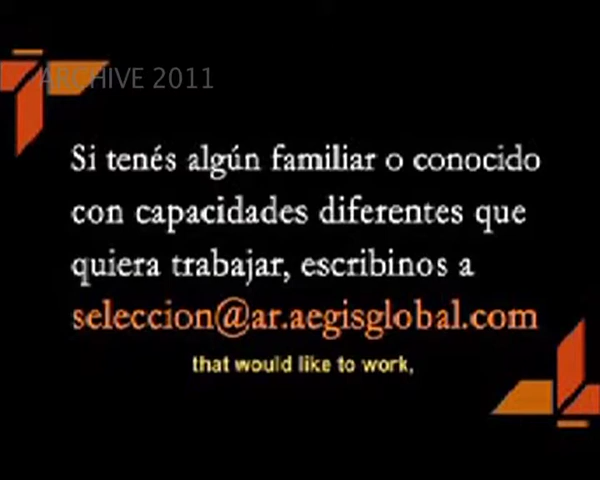 ARCHIVE 2011
Si tenés algún familiar o conocido
con capacidades diferentes que
quiera trabajar, escribinos a
seleccion@ar.aegisglobal.com
that would like to work,